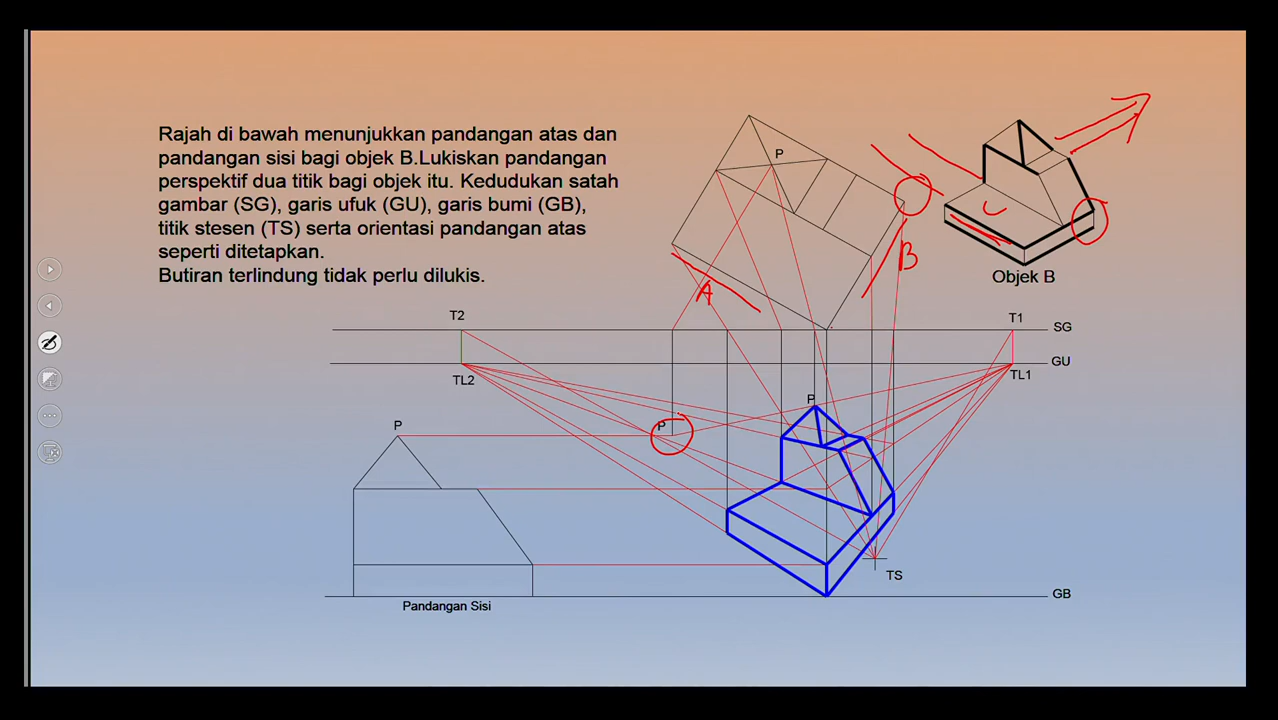 Rajah di bawah menunjukkan pandangan atas dan
pandangan sisi bagi objek B.Lukiskan pandangan
perspektif dua titik bagi objek itu. Kedudukan satah
gambar (SG), garis ufuk (GU), garis bumi (GB),
titik stesen (TS) serta orientasi pandangan atas
seperti ditetapkan.
Butiran terlindung tidak perlu dilukis.
P
C
Objek B
A
B
T2
T1
SG
GU
TL2
TL1
P
P
P
TS
GB
Pandangan Sisi